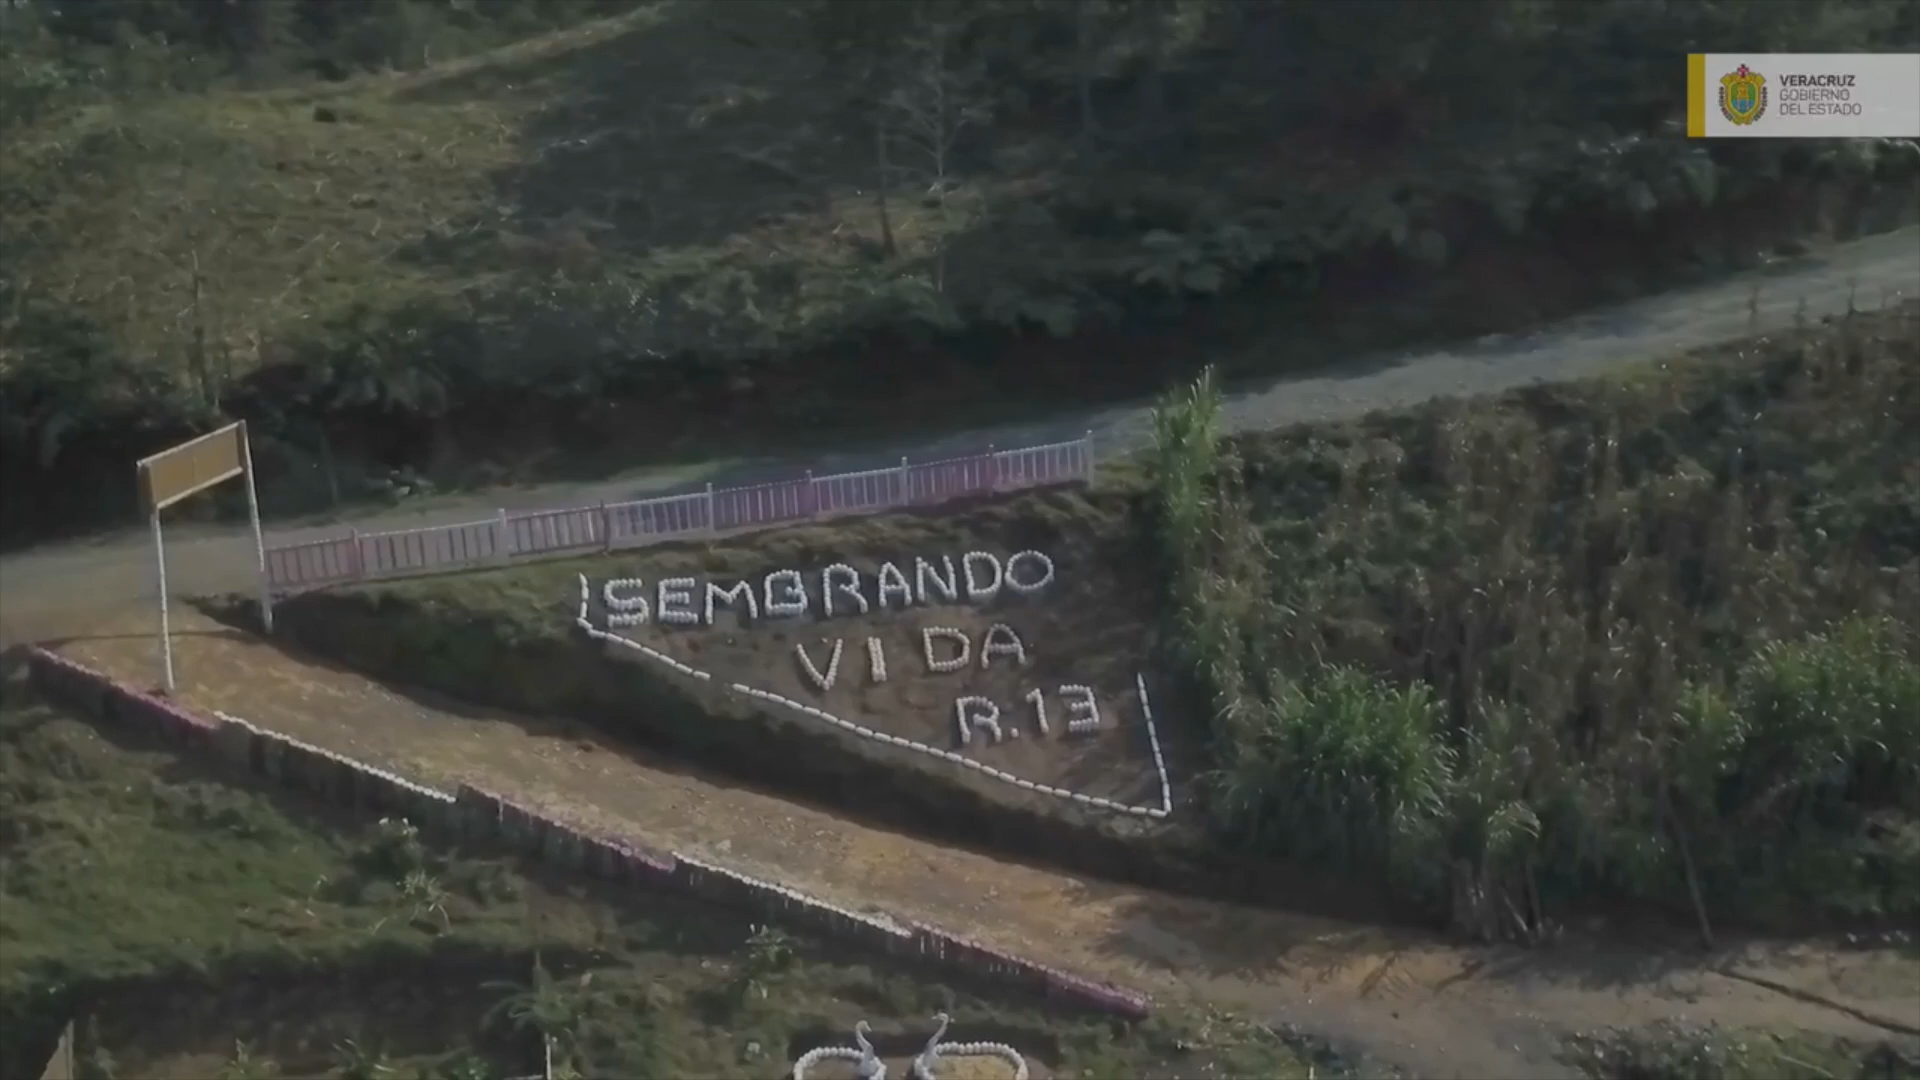 VERACRUZ
GOBIERNO
DEL ESTADO
SEMBRANDO
VIDA
R.13